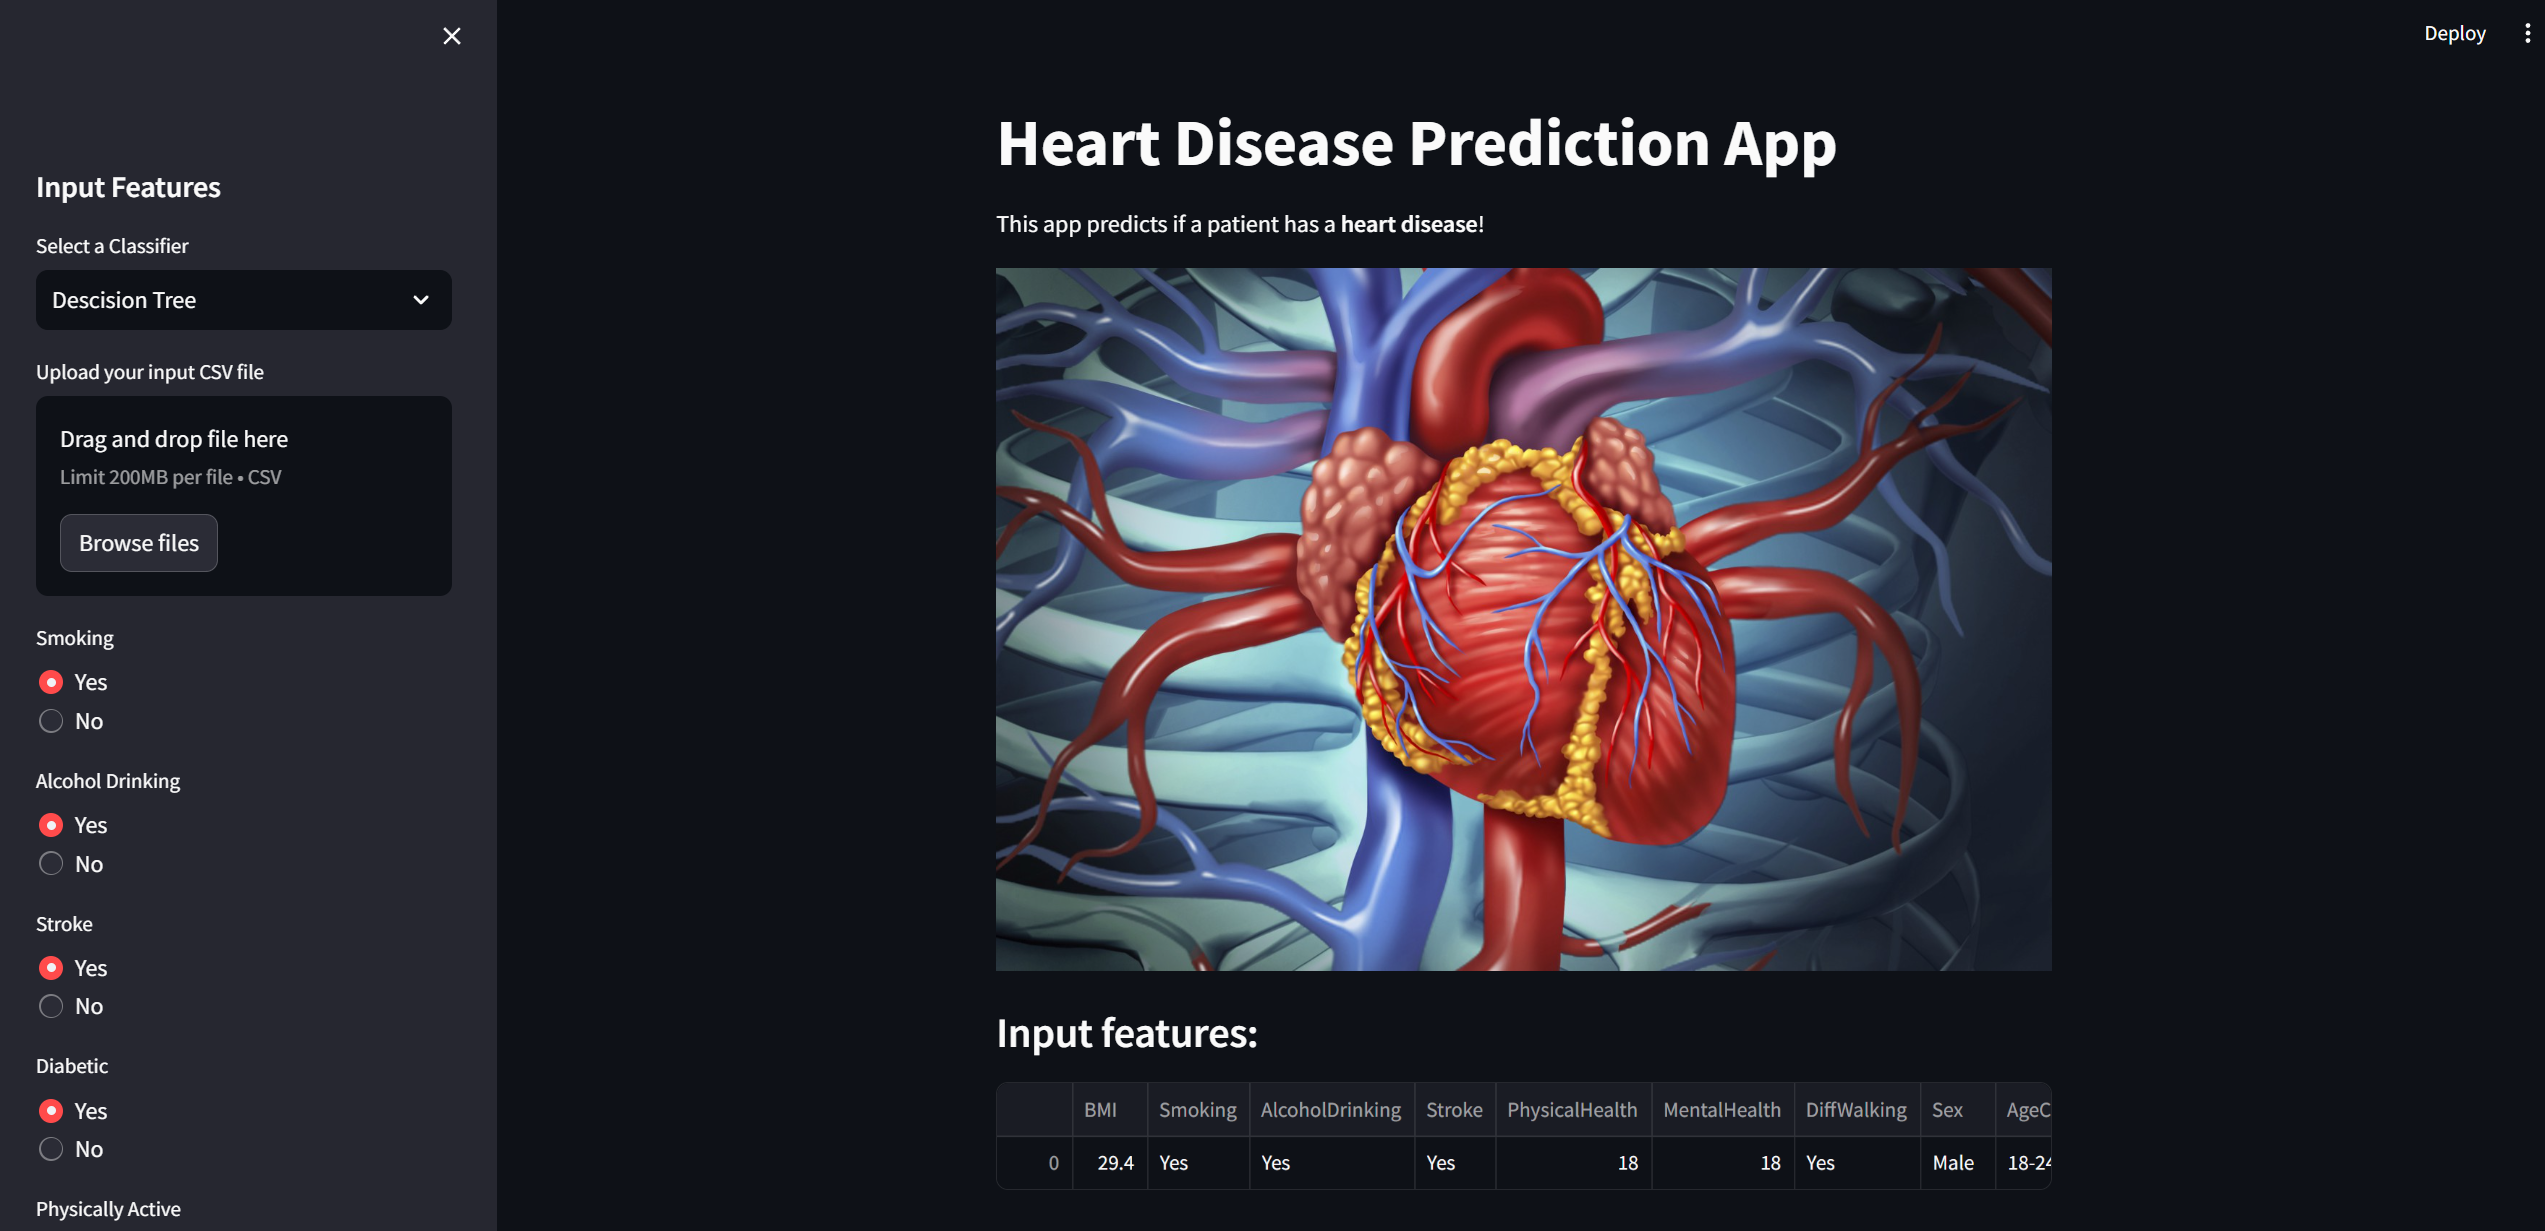 Deploy
Input Features
Select a Classifier
Descision Tree
Upload your input CSV file
Drag and drop file here
Limit 200MB per file • CSV
Browse files
Smoking
Yes
No
Alcohol Drinking
Yes
No
Stroke
Yes
No
Diabetic
Yes
No
Physically Active
Heart Disease Prediction App
This app predicts if a patient has a heart disease!
Input features:
BMI Smoking AlcoholDrinking Stroke PhysicalHealth MentalHealth DiffWalking Sex AgeC
0 29.4 Yes Yes Yes 18 18 Yes Male 18-24